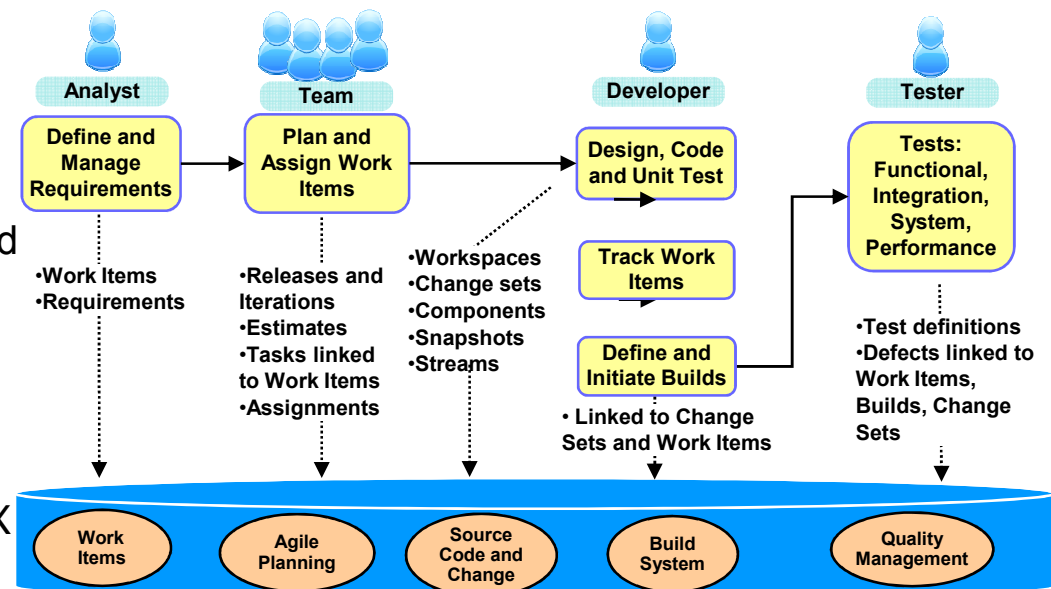 Analyst
Team
Developer
Tester
Define and
Manage
Requirements
Plan and
Assign Work
Items
Design, Code
and Unit Test
Tests:
Functional,
Integration,
System,
Performance
d
•Work Items
•Requirements
•Releases and
Iterations
•Estimates
•Tasks linked
to Work Items
•Assignments
•Workspaces
•Change sets
•Components
•Snapshots
•Streams
Track Work
Items
Define and
Initiate Builds
• Linked to Change
Sets and Work Items
•Test definitions
•Defects linked to
Work Items,
Builds, Change
Sets
X
Work
Items
Agile
Planning
Source
Code and
Change
Build
System
Quality
Management